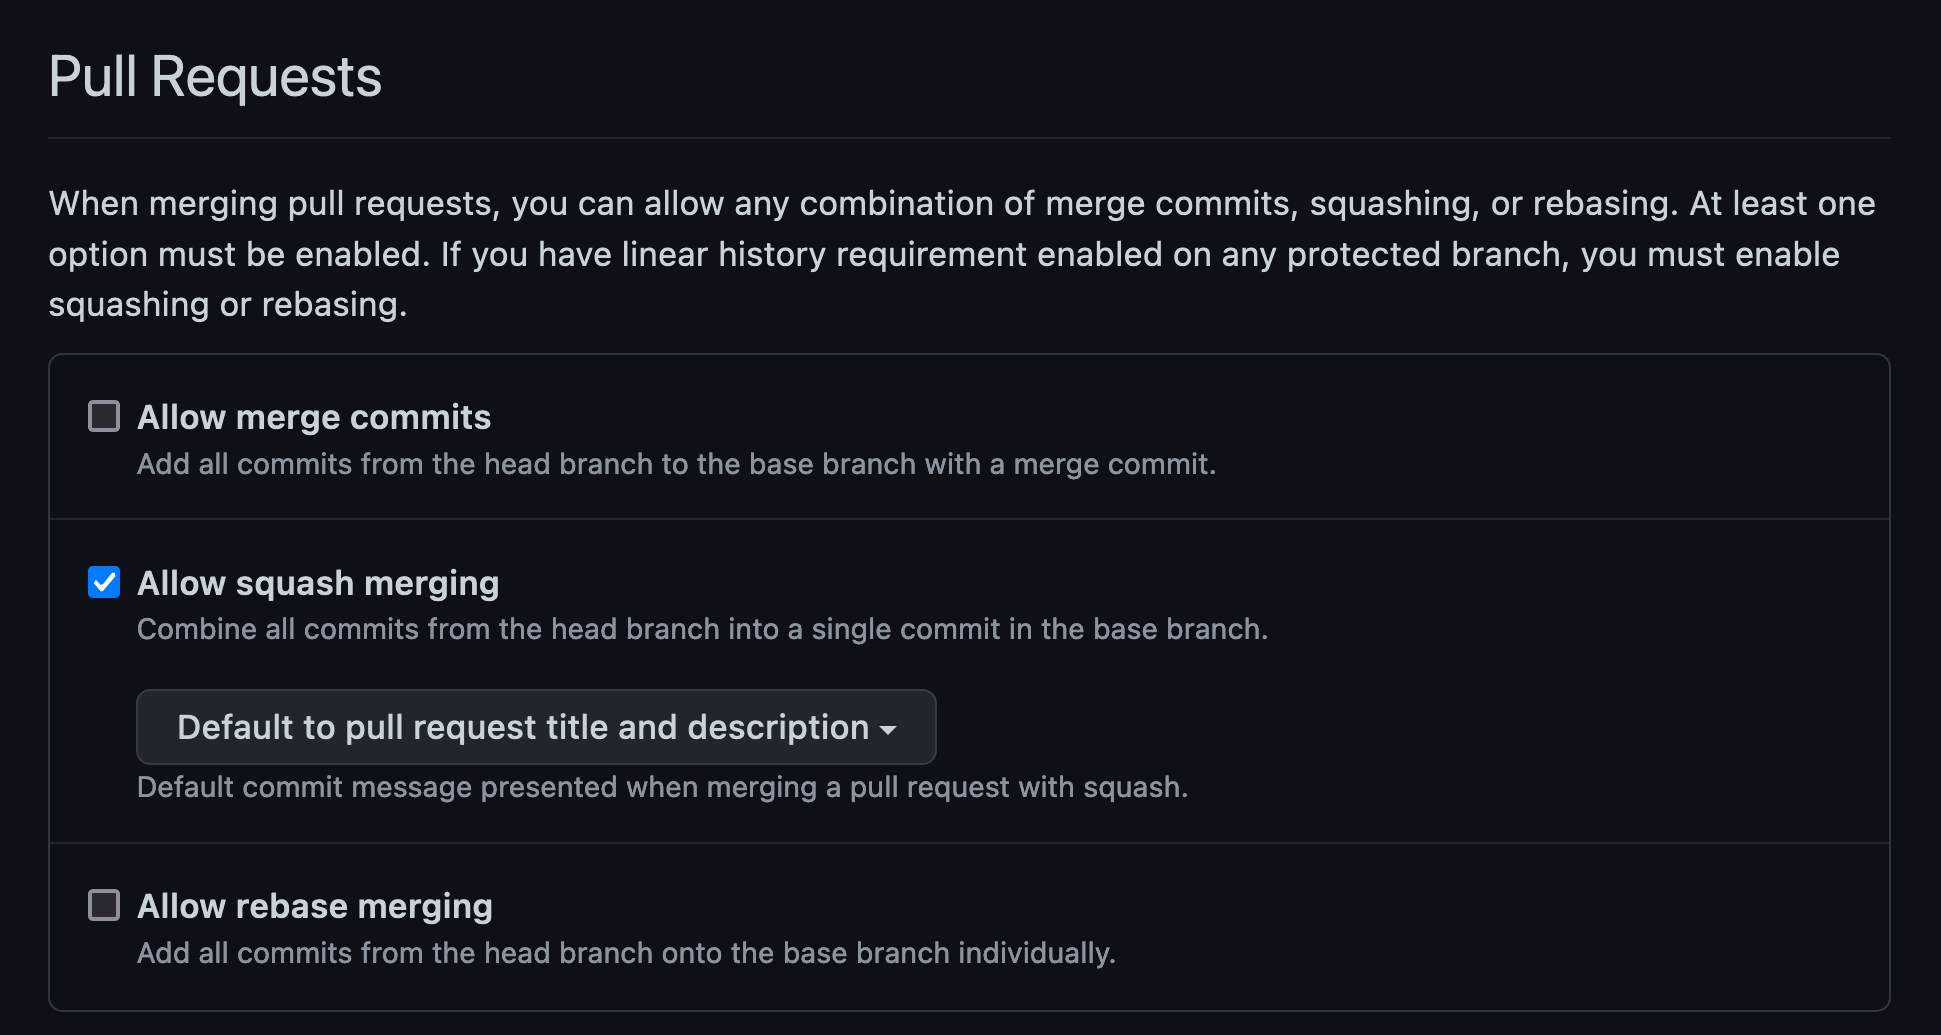 Pull Requests
When merging pull requests, you can allow any combination of merge commits, squashing, or rebasing. At least one
option must be enabled. If you have linear history requirement enabled on any protected branch, you must enable
squashing or rebasing.
Allow merge commits
Add all commits from the head branch to the base branch with a merge commit.
Allow squash merging
Combine all commits from the head branch into a single commit in the base branch.
Default to pull request title and description
Default commit message presented when merging a pull request with squash.
Allow rebase merging
Add all commits from the head branch onto the base branch individually.